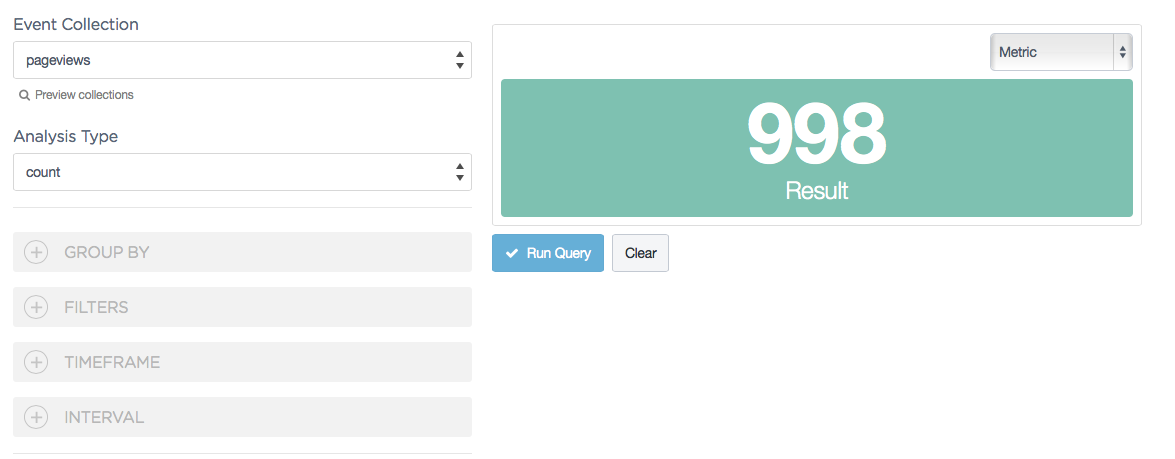 Event Collection
pageviews
Preview collections
Analysis Type
count
GROUP BY
FILTERS
TIMEFRAME
INTERVAL
Metric
998
Result
Run Query
Clear